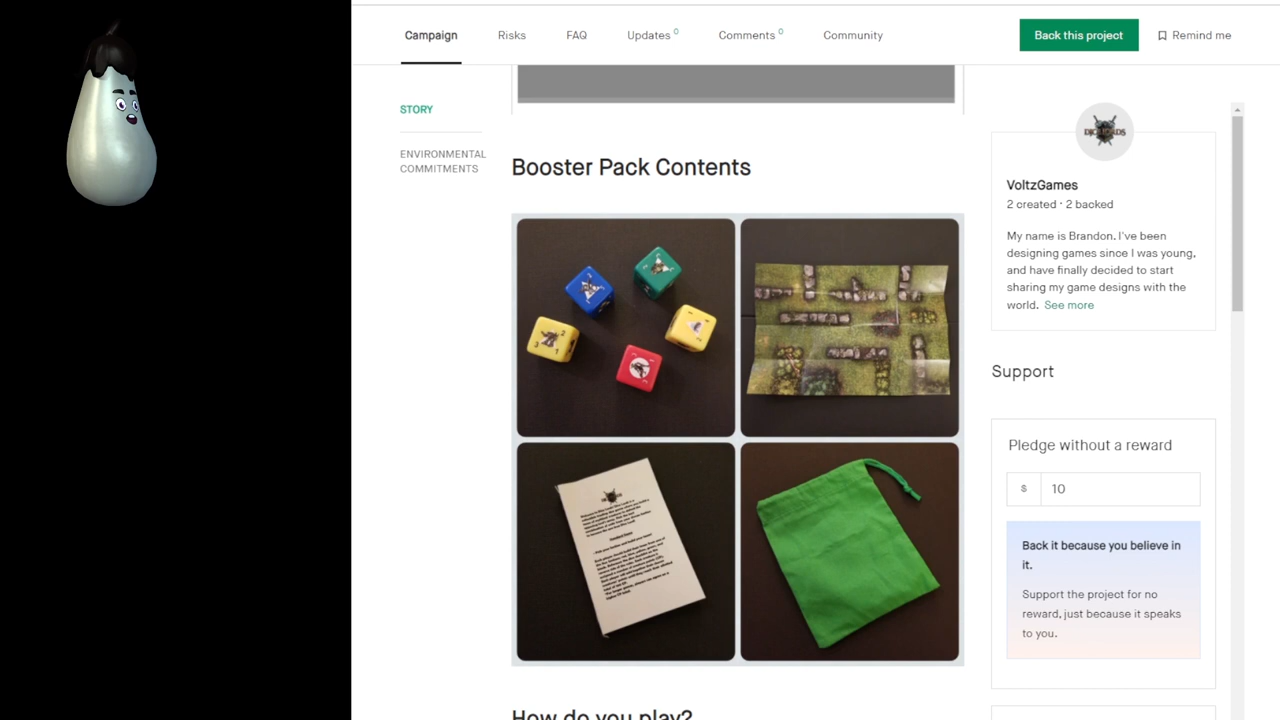 Campaign
Risks
FAQ
Updates 0
Comments 0
Community
Back this project
Remind me
STORY
ENVIRONMENTAL
COMMITMENTS
Booster Pack Contents
How do you play?
VoltzGames
2 created · 2 backed
My name is Brandon. I've been
designing games since I was young,
and have finally decided to start
sharing my game designs with the
world. See more
Support
Pledge without a reward
$ 10
Back it because you believe in
it.
Support the project for no
reward, just because it speaks
to you.